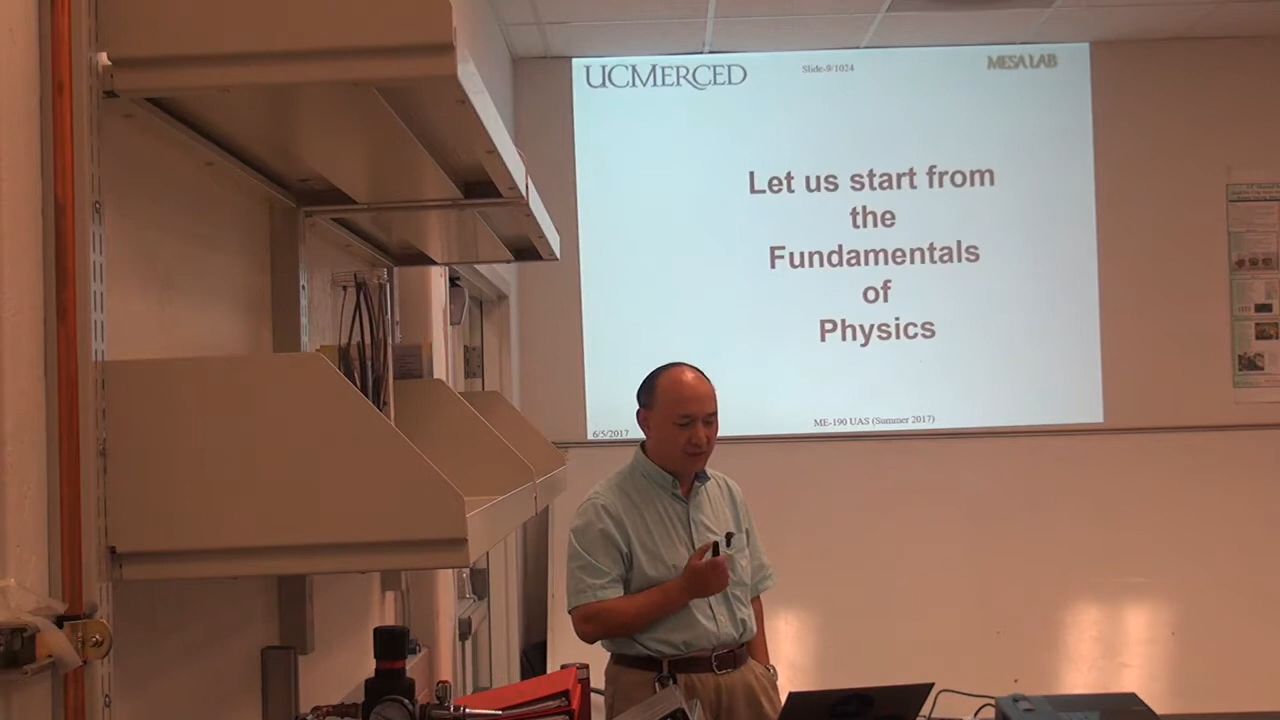 UCMERCED
Slide-9/1024
MESA LAB
Let us start from
the
Fundamentals
of
Physics
6/5/2017
ME-190 UAS (Summer 2017)